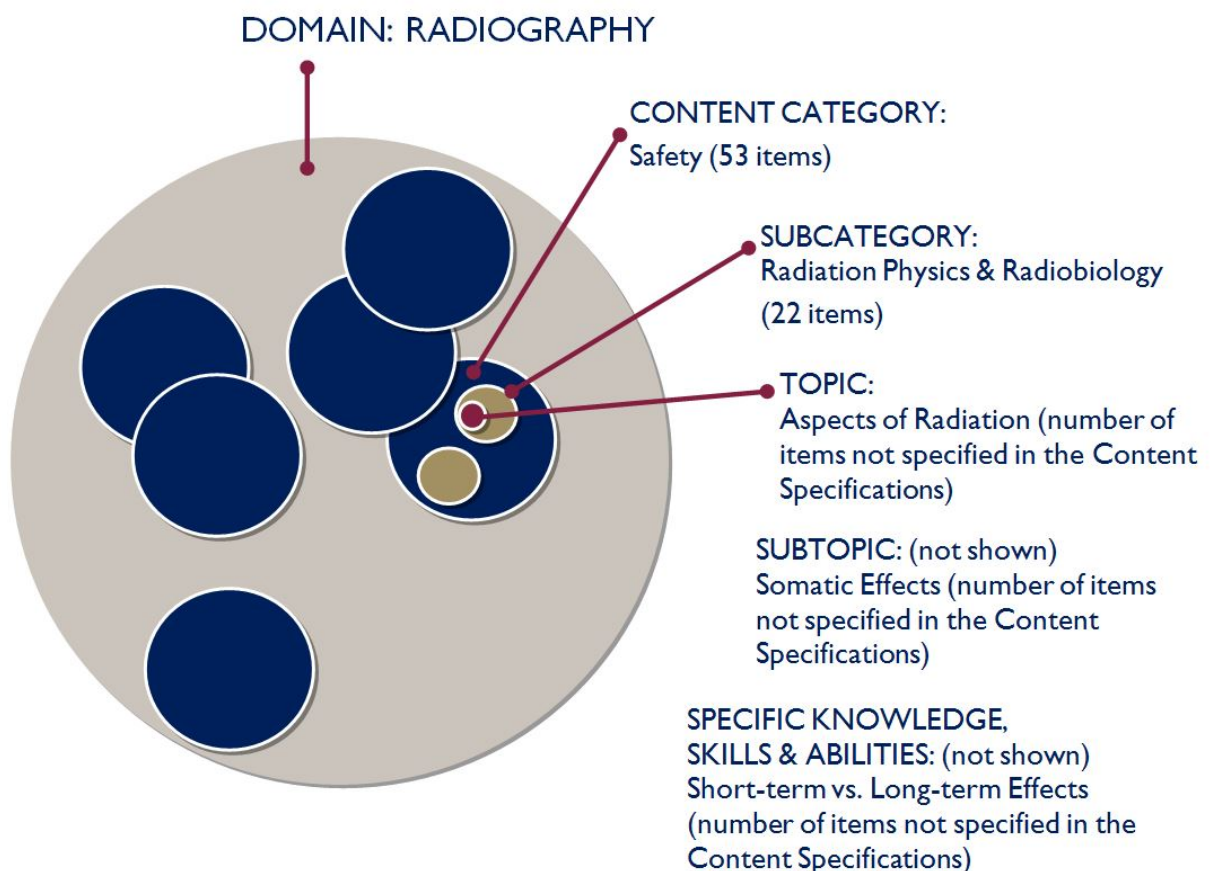 DOMAIN: RADIOGRAPHY
CONTENT CATEGORY:
Safety (53 items)
SUBCATEGORY:
Radiation Physics & Radiobiology
(22 items)
TOPIC:
Aspects of Radiation (number of
items not specified in the Content
Specifications)
SUBTOPIC: (not shown)
Somatic Effects (number of items
not specified in the Content
Specifications)
SPECIFIC KNOWLEDGE,
SKILLS & ABILITIES: (not shown)
Short-term vs. Long-term Effects
(number of items not specified in the
Content Specifications)